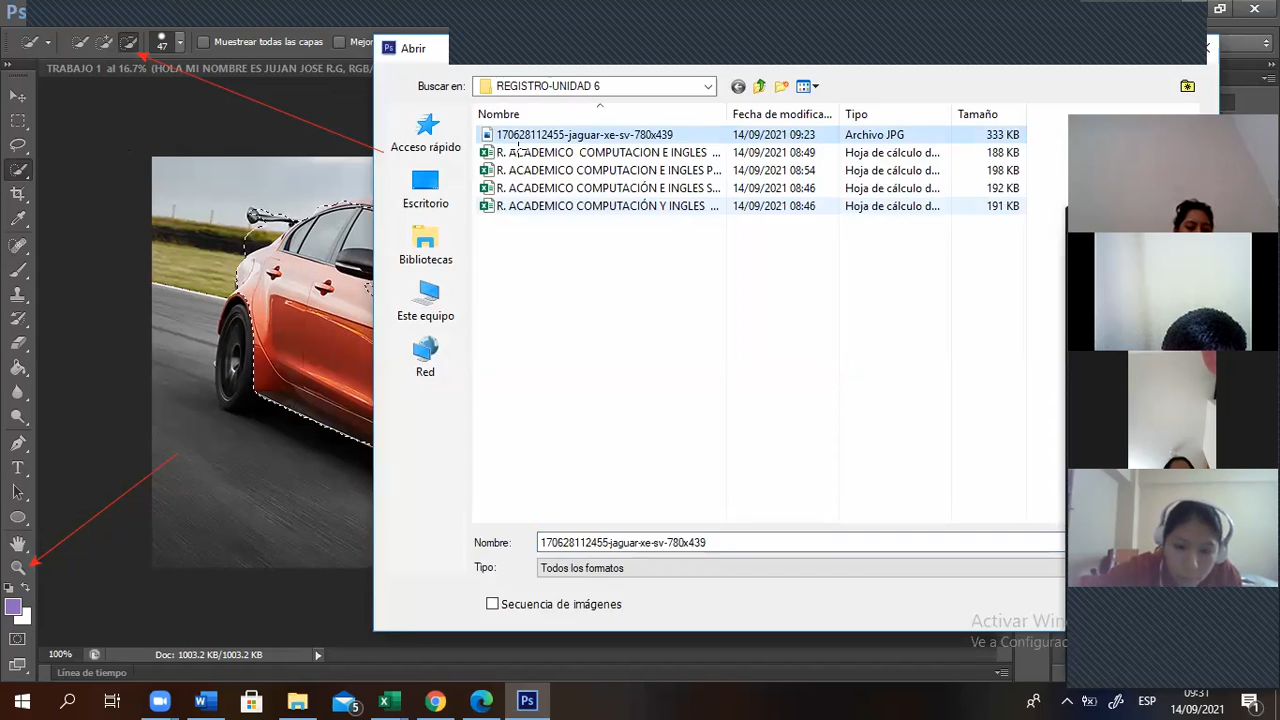 Ps
47
Muestrear todas las capas
Mejor
TRABAJO 1 al 16.7% (HOLA MI NOMBRE ES JUJAN JOSE R.G, RGB/
Ps Abrir
Buscar en: REGISTRO-UNIDAD 6
Nombre Fecha de modifica... Tipo Tamaño
170628112455-jaguar-xe-sv-780x439 14/09/2021 09:23 Archivo JPG 333 KB
R. ACADEMICO COMPUTACION E INGLES ... 14/09/2021 08:49 Hoja de cálculo d... 188 KB
R. ACADEMICO COMPUTACION E INGLES P... 14/09/2021 08:54 Hoja de cálculo d... 198 KB
R. ACADEMICO COMPUTACIÓN E INGLES S... 14/09/2021 08:46 Hoja de cálculo d... 192 KB
R. ACADEMICO COMPUTACIÓN Y INGLES ... 14/09/2021 08:46 Hoja de cálculo d... 191 KB
Acceso rápido
Escritorio
Bibliotecas
Este equipo
Red
Nombre: 170628112455-jaguar-xe-sv-780x439
Tipo: Todos los formatos
Secuencia de imágenes
Activar Win
Ve a Configurac
100% Doc: 1003.2 KB/1003.2 KB
Línea de tiempo
5
Ps
ESP
09:31
14/09/2021
1